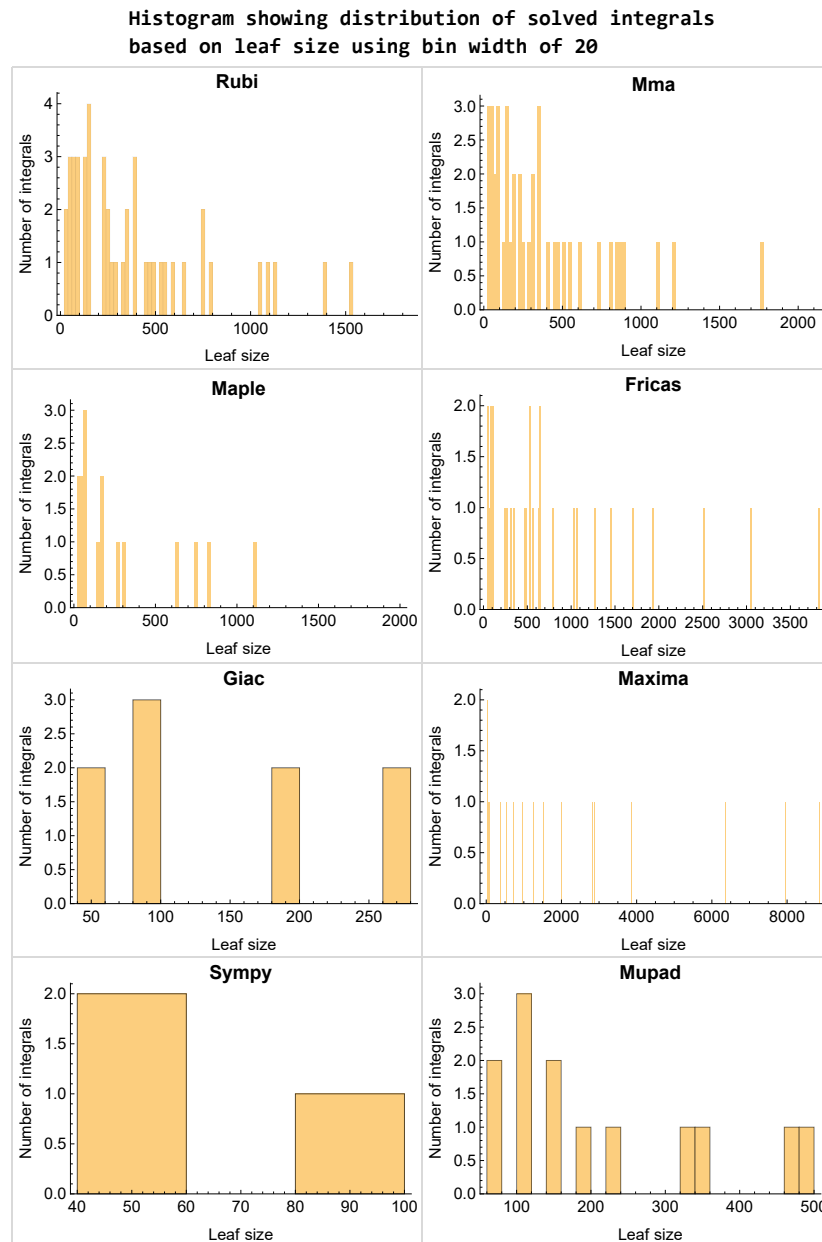 Histogram showing distribution of solved integrals
based on leaf size using bin width of 20
Rubi
Number of integrals
4
3
2
1
0
0 500 1000 1500
Leaf size
Mma
Number of integrals
3.0
2.5
2.0
1.5
1.0
0.5
0.0
0 500 1000 1500 2000
Leaf size
Maple
Number of integrals
3.0
2.5
2.0
1.5
1.0
0.5
0.0
0 500 1000 1500 2000
Leaf size
Fricas
Number of integrals
2.0
1.5
1.0
0.5
0.0
0 500 1000 1500 2000 2500 3000 3500
Leaf size
Giac
Number of integrals
3.0
2.5
2.0
1.5
1.0
0.5
0.0
50 100 150 200 250
Leaf size
Maxima
Number of integrals
2.0
1.5
1.0
0.5
0.0
0 2000 4000 6000 8000
Leaf size
Sympy
Number of integrals
2.0
1.5
1.0
0.5
0.0
40 50 60 70 80 90 100
Leaf size
Mupad
Number of integrals
3.0
2.5
2.0
1.5
1.0
0.5
0.0
100 200 300 400 500
Leaf size